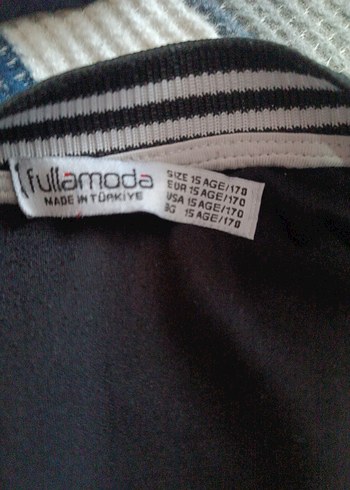 fullamoda
MADE IN TÜRKİYE
SIZE 15 AGE/170
EUR 15 AGE/170
USA 15 AGE/170
BG 15 AGE/170